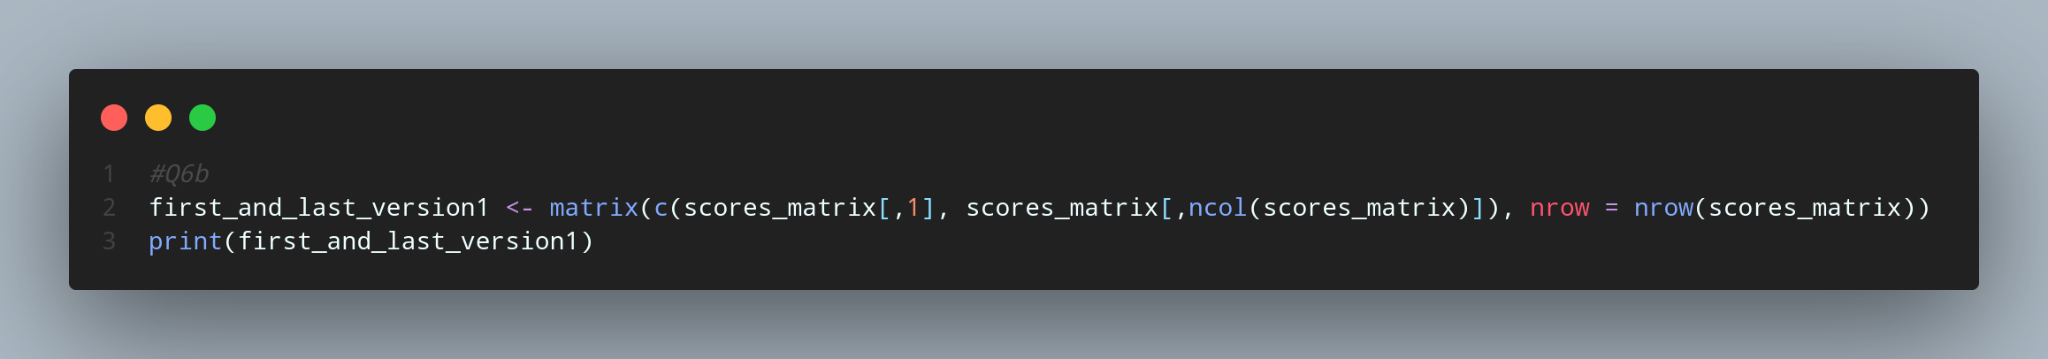 1 #Q6b
2 first_and_last_version1 <- matrix(c(scores_matrix[,1], scores_matrix[,ncol(scores_matrix)]), nrow = nrow(scores_matrix))
3 print(first_and_last_version1)